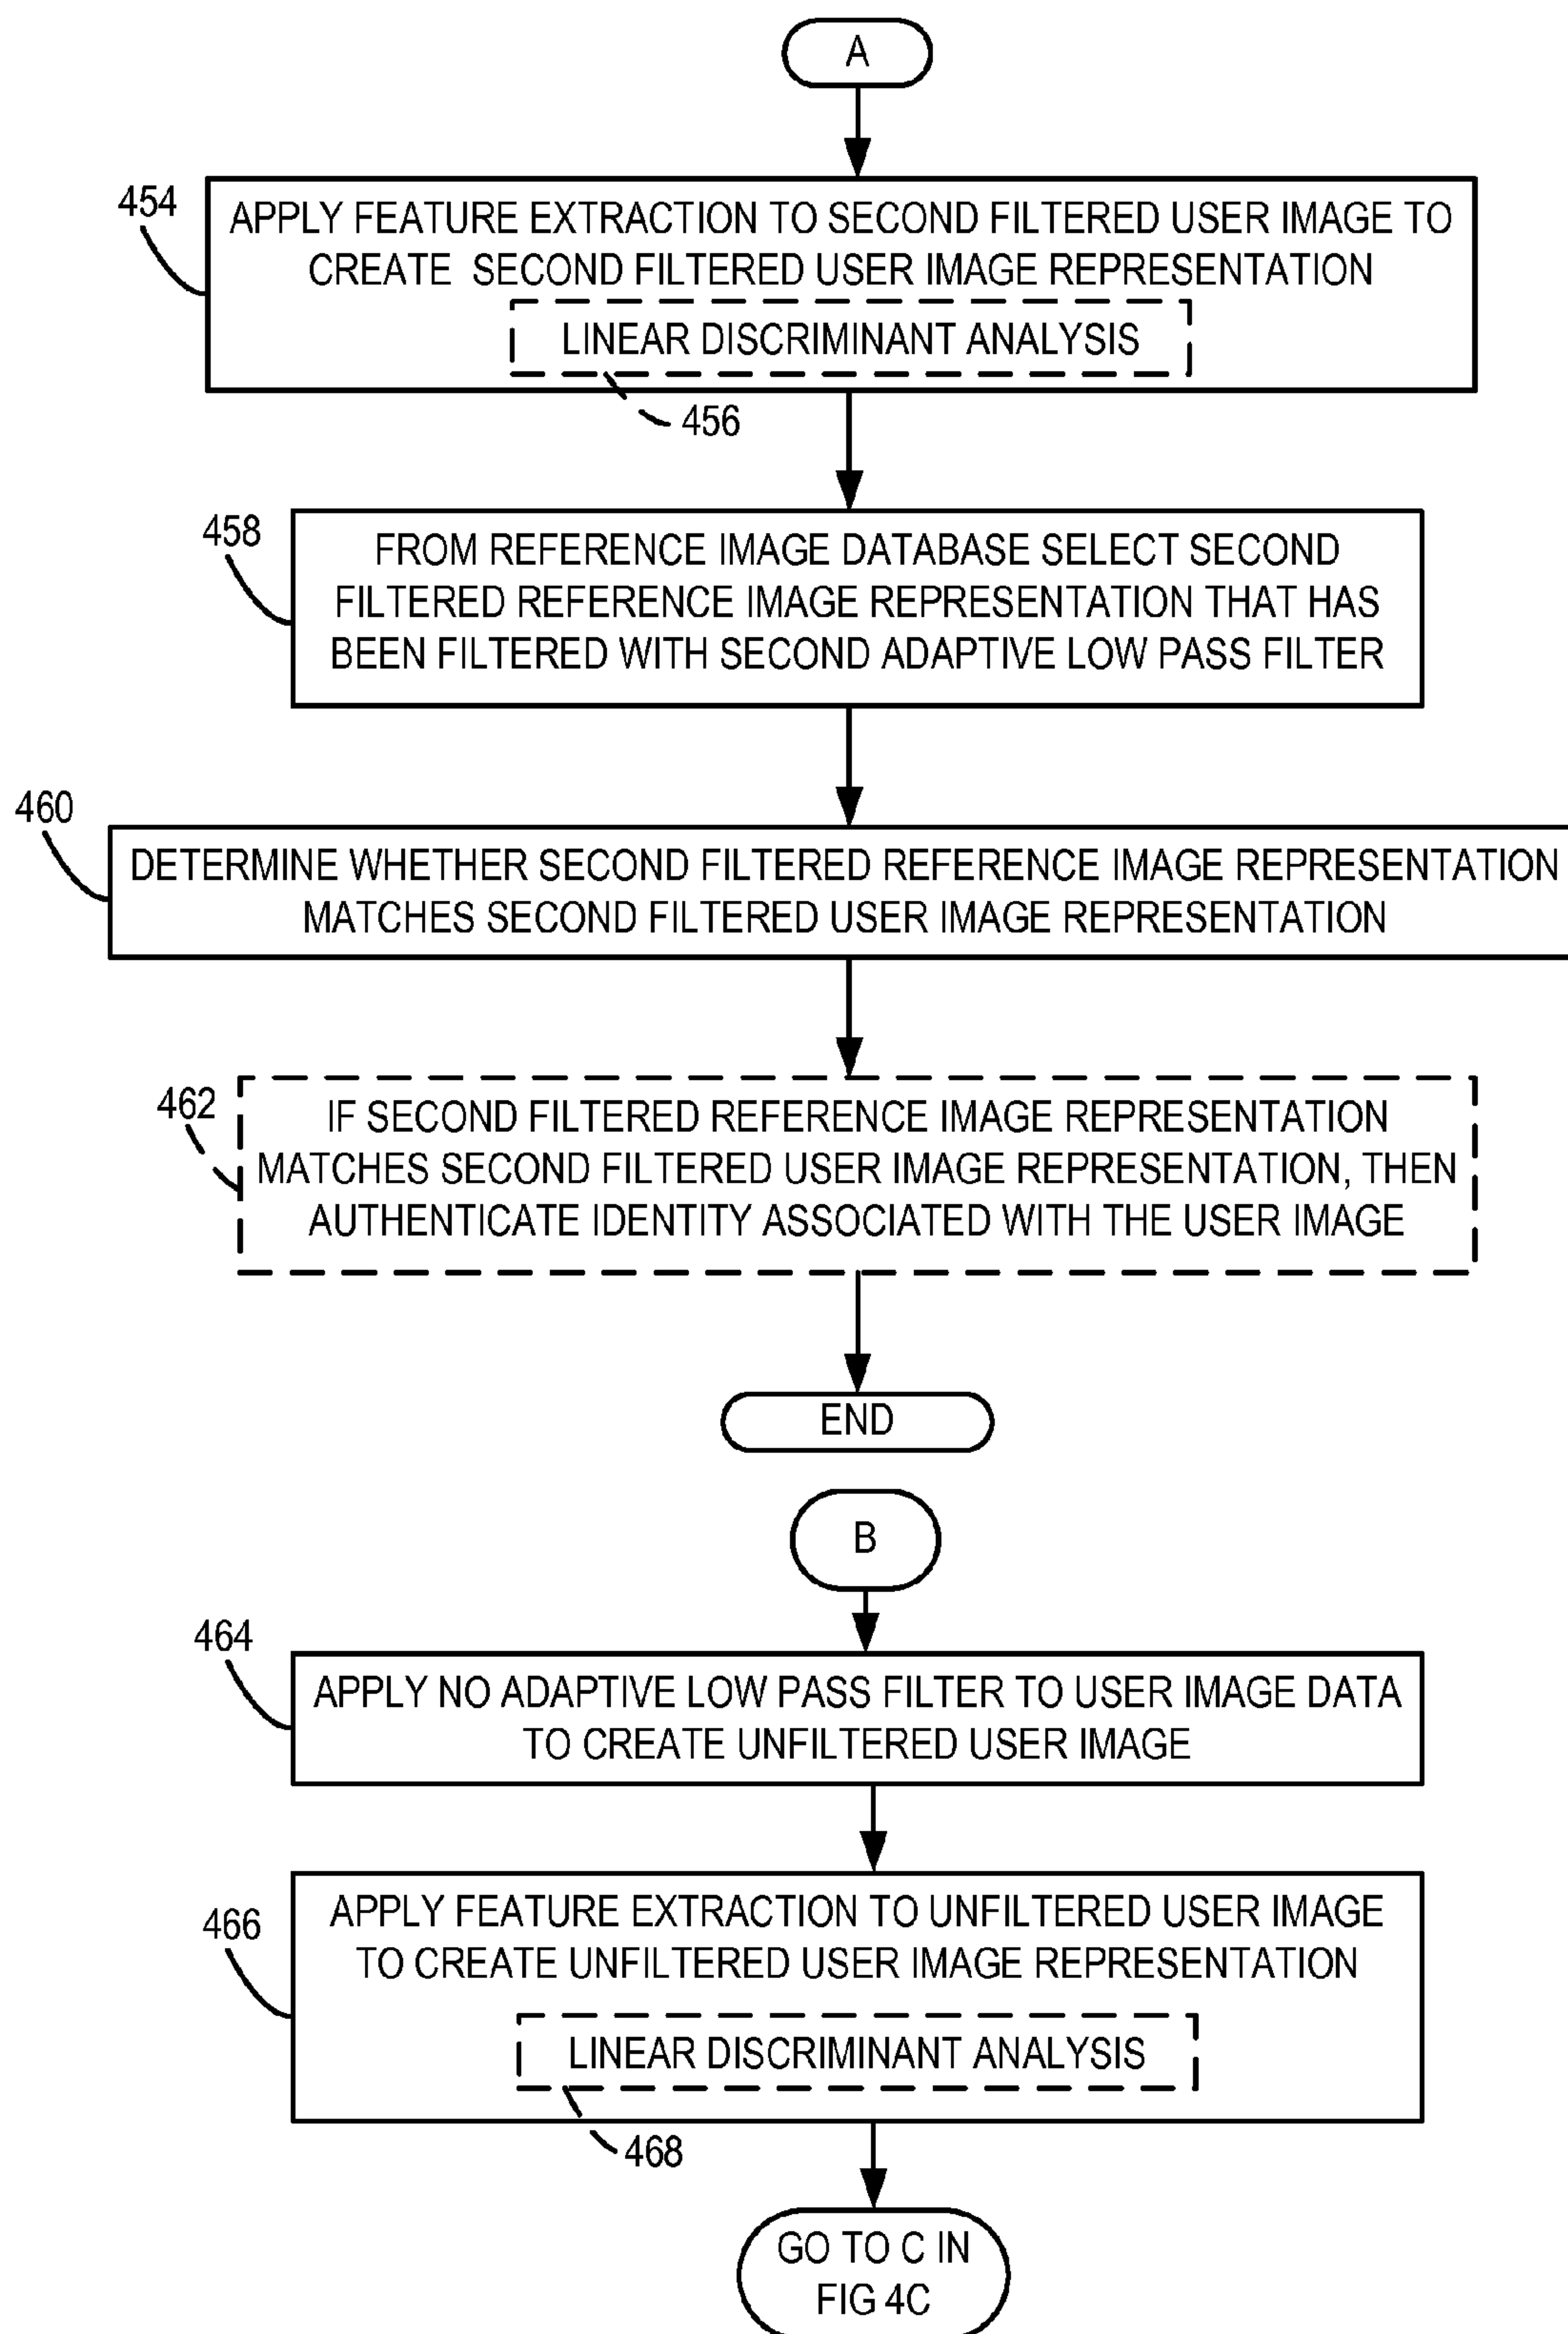 A
454
APPLY FEATURE EXTRACTION TO SECOND FILTERED USER IMAGE TO
CREATE SECOND FILTERED USER IMAGE REPRESENTATION
LINEAR DISCRIMINANT ANALYSIS
456
458
FROM REFERENCE IMAGE DATABASE SELECT SECOND
FILTERED REFERENCE IMAGE REPRESENTATION THAT HAS
BEEN FILTERED WITH SECOND ADAPTIVE LOW PASS FILTER
460
DETERMINE WHETHER SECOND FILTERED REFERENCE IMAGE REPRESENTATION
MATCHES SECOND FILTERED USER IMAGE REPRESENTATION
462
IF SECOND FILTERED REFERENCE IMAGE REPRESENTATION
MATCHES SECOND FILTERED USER IMAGE REPRESENTATION, THEN
AUTHENTICATE IDENTITY ASSOCIATED WITH THE USER IMAGE
END
B
464
APPLY NO ADAPTIVE LOW PASS FILTER TO USER IMAGE DATA
TO CREATE UNFILTERED USER IMAGE
466
APPLY FEATURE EXTRACTION TO UNFILTERED USER IMAGE
TO CREATE UNFILTERED USER IMAGE REPRESENTATION
LINEAR DISCRIMINANT ANALYSIS
468
GO TO C IN
FIG 4C